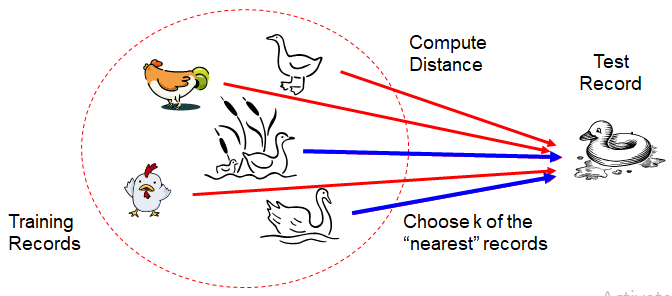 Compute
Distance
Test
Record
Training
Records
Choose k of the
“nearest” records